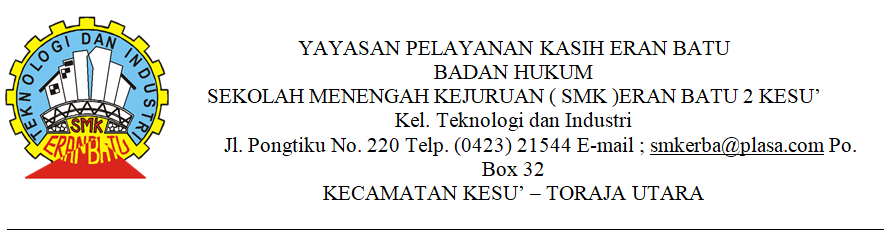 TEKNOLOGI DAN INDUSTRI
SMK
ERAN BATU
YAYASAN PELAYANAN KASIH ERAN BATU
BADAN HUKUM
SEKOLAH MENENGAH KEJURUAN ( SMK )ERAN BATU 2 KESU’
Kel. Teknologi dan Industri
Jl. Pongtiku No. 220 Telp. (0423) 21544 E-mail ; smkerba@plasa.com Po.
Box 32
KECAMATAN KESU’ – TORAJA UTARA